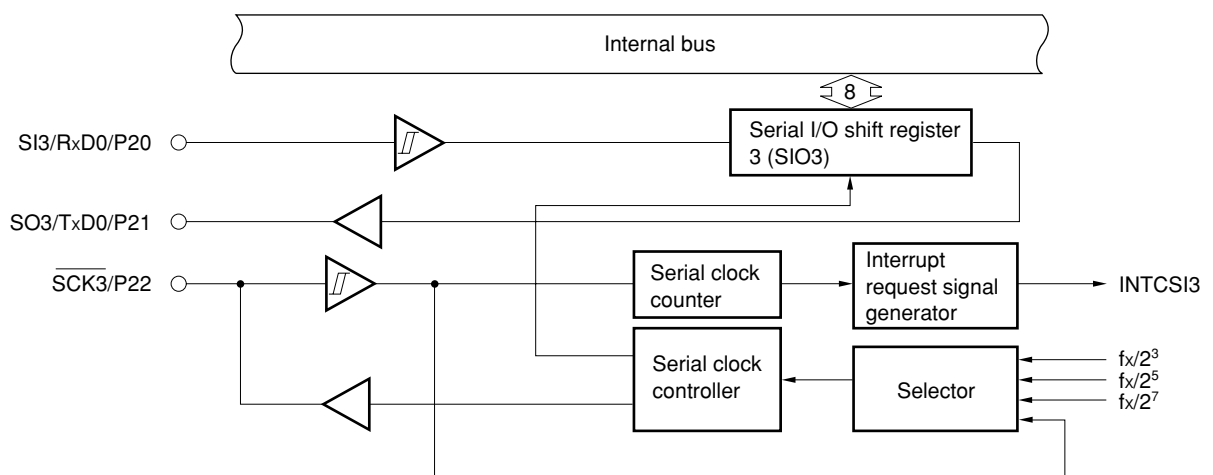 Internal bus
8
SI3/RxD0/P20
Serial I/O shift register
3 (SIO3)
SO3/TxD0/P21
S̅C̅K̅3̅/P22
Serial clock
counter
Interrupt
request signal
generator
INTCSI3
Serial clock
controller
Selector
fx/2³
fx/2⁵
fx/2⁷